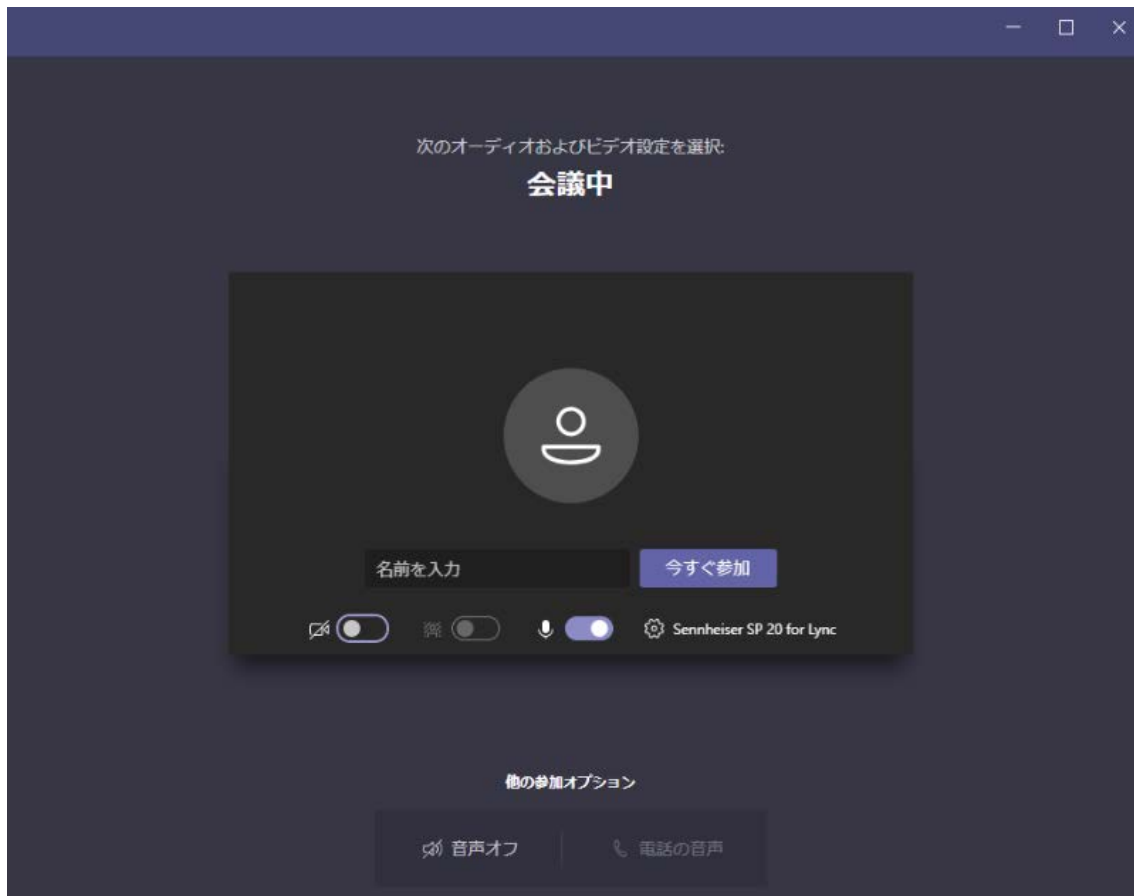 次のオーディオおよびビデオ設定を選択:
会議中
名前を入力
今すぐ参加
Sennheiser SP 20 for Lync
他の参加オプション
音声オフ
電話の音声